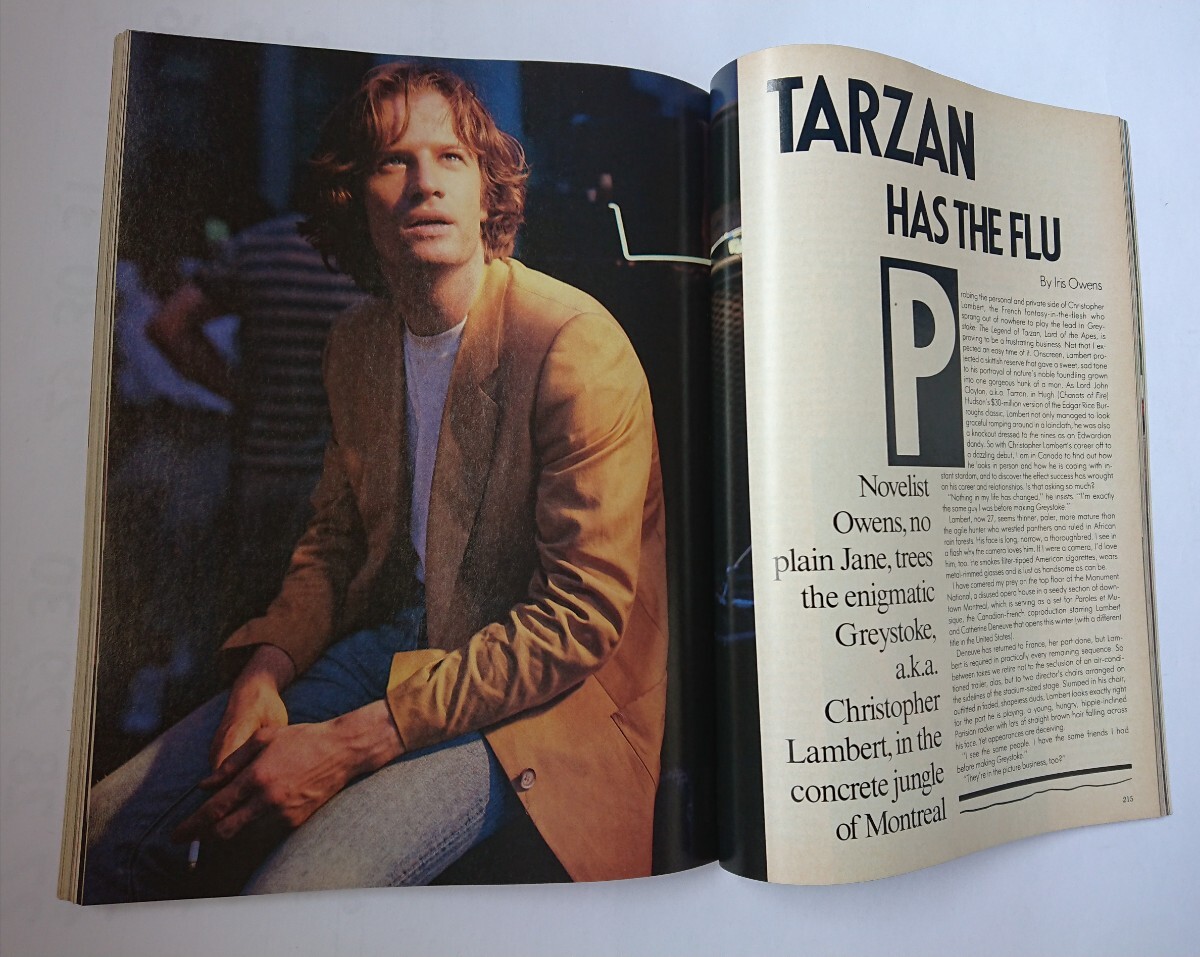 TARZAN
HAS THE FLU
By Iris Owens
P
robing the personal and private side of Christopher
Lambert, the French fantasy-in-the-flesh who
sprang out of nowhere to play the lead in Grey-
stoke The Legend of Tarzan, Lord of the Apes, is
proving to be a frustrating business. Not that I ex-
pected an easy time of it. Onscreen, Lambert pro-
jected a skittish reserve that gave a sweet, sad tone
to his portrayal of nature's noble foundling, grown
into one gorgeous hunk of a man. As Lord John
Clayton, a.k.a. Tarzan, in Hugh (Chariots of Fire)
Hudson's $30-million version of the Edgar Rice Bur-
roughs classic, Lambert not only managed to look
graceful romping around in a loincloth, he was also
a knockout dressed to the nines as an Edwardian
dandy. So with Christopher Lambert's career off to
a dazzling debut, I am in Canada to find out how
he looks in person and how he is coping with in-
stant stardom, and to discover the effect success has wrought
on his career and relationships. Is that asking so much?
"Nothing in my life has changed," he insists. "I'm exactly
the same guy I was before making Greystoke."
Lambert, now 27, seems thinner, paler, more mature than
the agile hunter who wrestled panthers and ruled in African
rain forests. His face is long, narrow, a thoroughbred. I see in
a flash why the camera loves him. If I were a camera, I'd love
him, too. He smokes filter-tipped American cigarettes, wears
metal-rimmed glasses and is just as handsome as can be.
I have cornered my prey on the top floor of the Monument
National, a disused opera house in a seedy section of down-
town Montreal, which is serving as a set for Paroles et Mu-
sique, the Canadian-French coproduction starring Lambert
and Catherine Deneuve that opens this winter (with a different
title in the United States)
Deneuve has returned to France, her part done, but Lam-
bert is required in practically every remaining sequence. So
between takes we retire not to the seclusion of an air-condi-
tioned trailer, alas, but to two director's chairs arranged on
the sidelines of the stadium-sized stage. Slumped in his chair,
outfitted in faded, shapeless duds, Lambert looks exactly right
for the part he is playing: a young, hungry, hippie-inclined
Parisian rocker with lots of straight brown hair falling across
his face. Yet appearances are deceiving.
"I see the same people. I have the same friends I had
before making Greystoke."
"They're in the picture business, too?"
Novelist
Owens, no
plain Jane, trees
the enigmatic
Greystoke,
a.k.a.
Christopher
Lambert, in the
concrete jungle
of Montreal
215